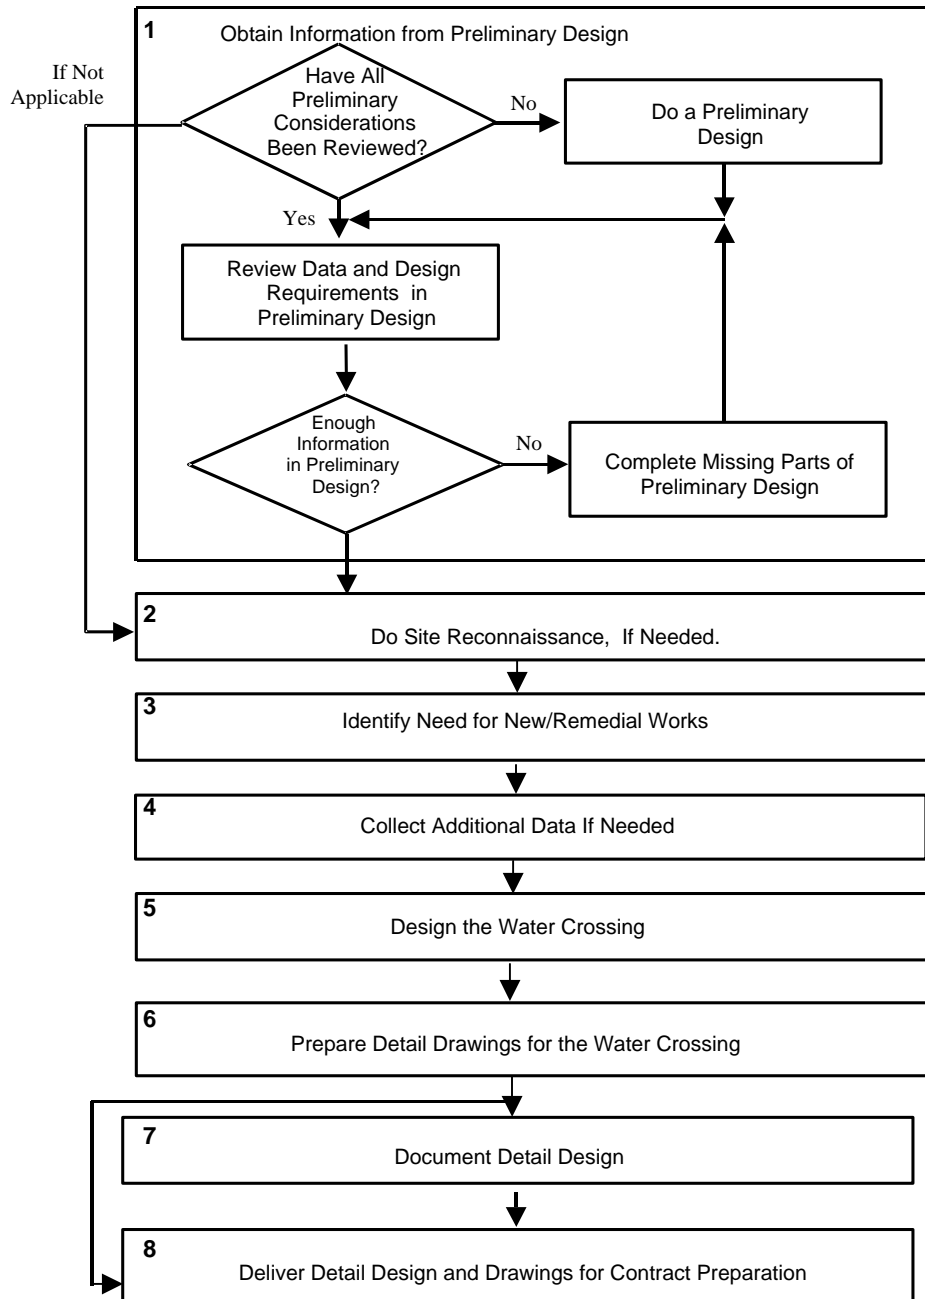 1
Obtain Information from Preliminary Design
If Not
Applicable
Have All
Preliminary
Considerations
Been Reviewed?
No
Do a Preliminary
Design
Yes
Review Data and Design
Requirements in
Preliminary Design
Enough
Information
in Preliminary
Design?
No
Complete Missing Parts of
Preliminary Design
2
Do Site Reconnaissance, If Needed.
3
Identify Need for New/Remedial Works
4
Collect Additional Data If Needed
5
Design the Water Crossing
6
Prepare Detail Drawings for the Water Crossing
7
Document Detail Design
8
Deliver Detail Design and Drawings for Contract Preparation